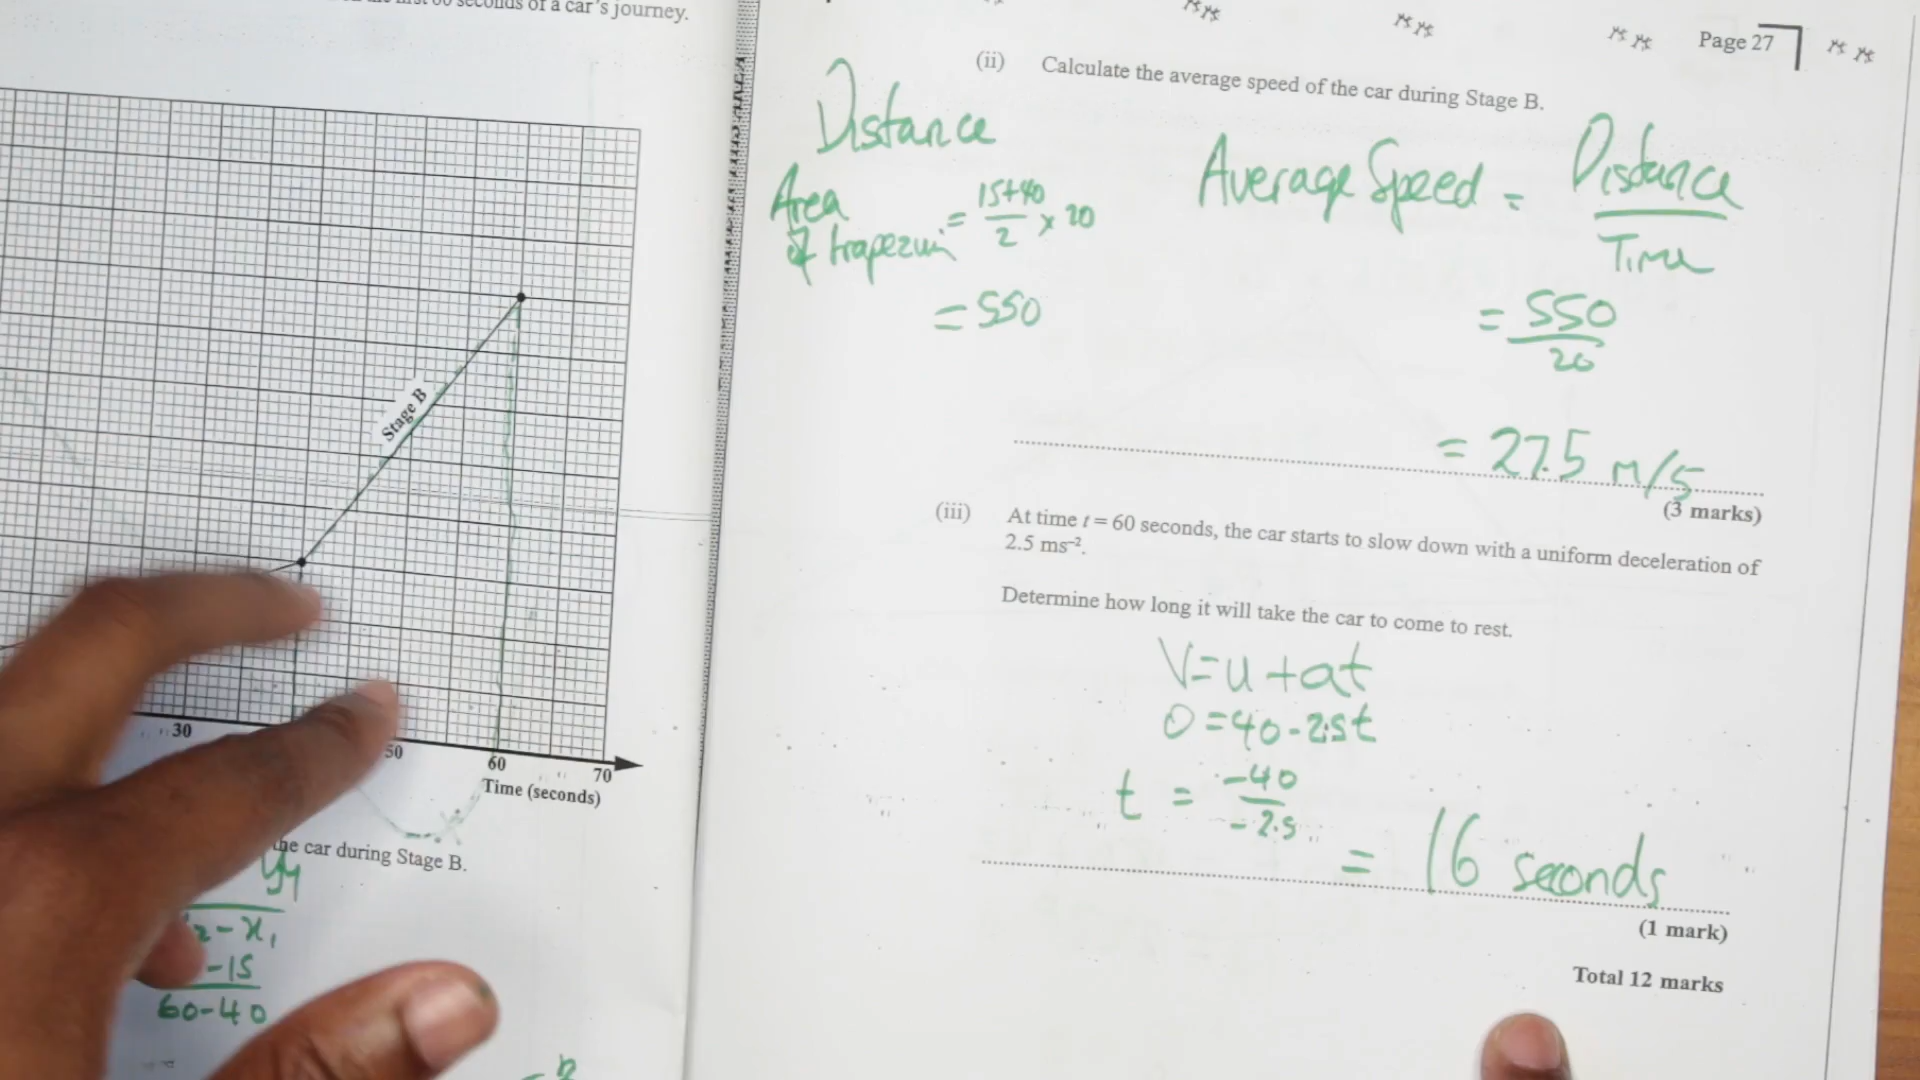 seconds of a car's journey.
Stage B
30
50
60
70
Time (seconds)
the car during Stage B.
60-40
Page 27
(ii) Calculate the average speed of the car during Stage B.
Distance
Area
of trapezium = 15+40
2 × 20
= 550
Average Speed = Distance
Time
= 550
20
= 27.5 m/s
(3 marks)
(iii) At time t = 60 seconds, the car starts to slow down with a uniform deceleration of
2.5 ms⁻².
Determine how long it will take the car to come to rest.
V=u+at
0=40-2.5t
t = -40
-2.5
= 16 seconds
(1 mark)
Total 12 marks